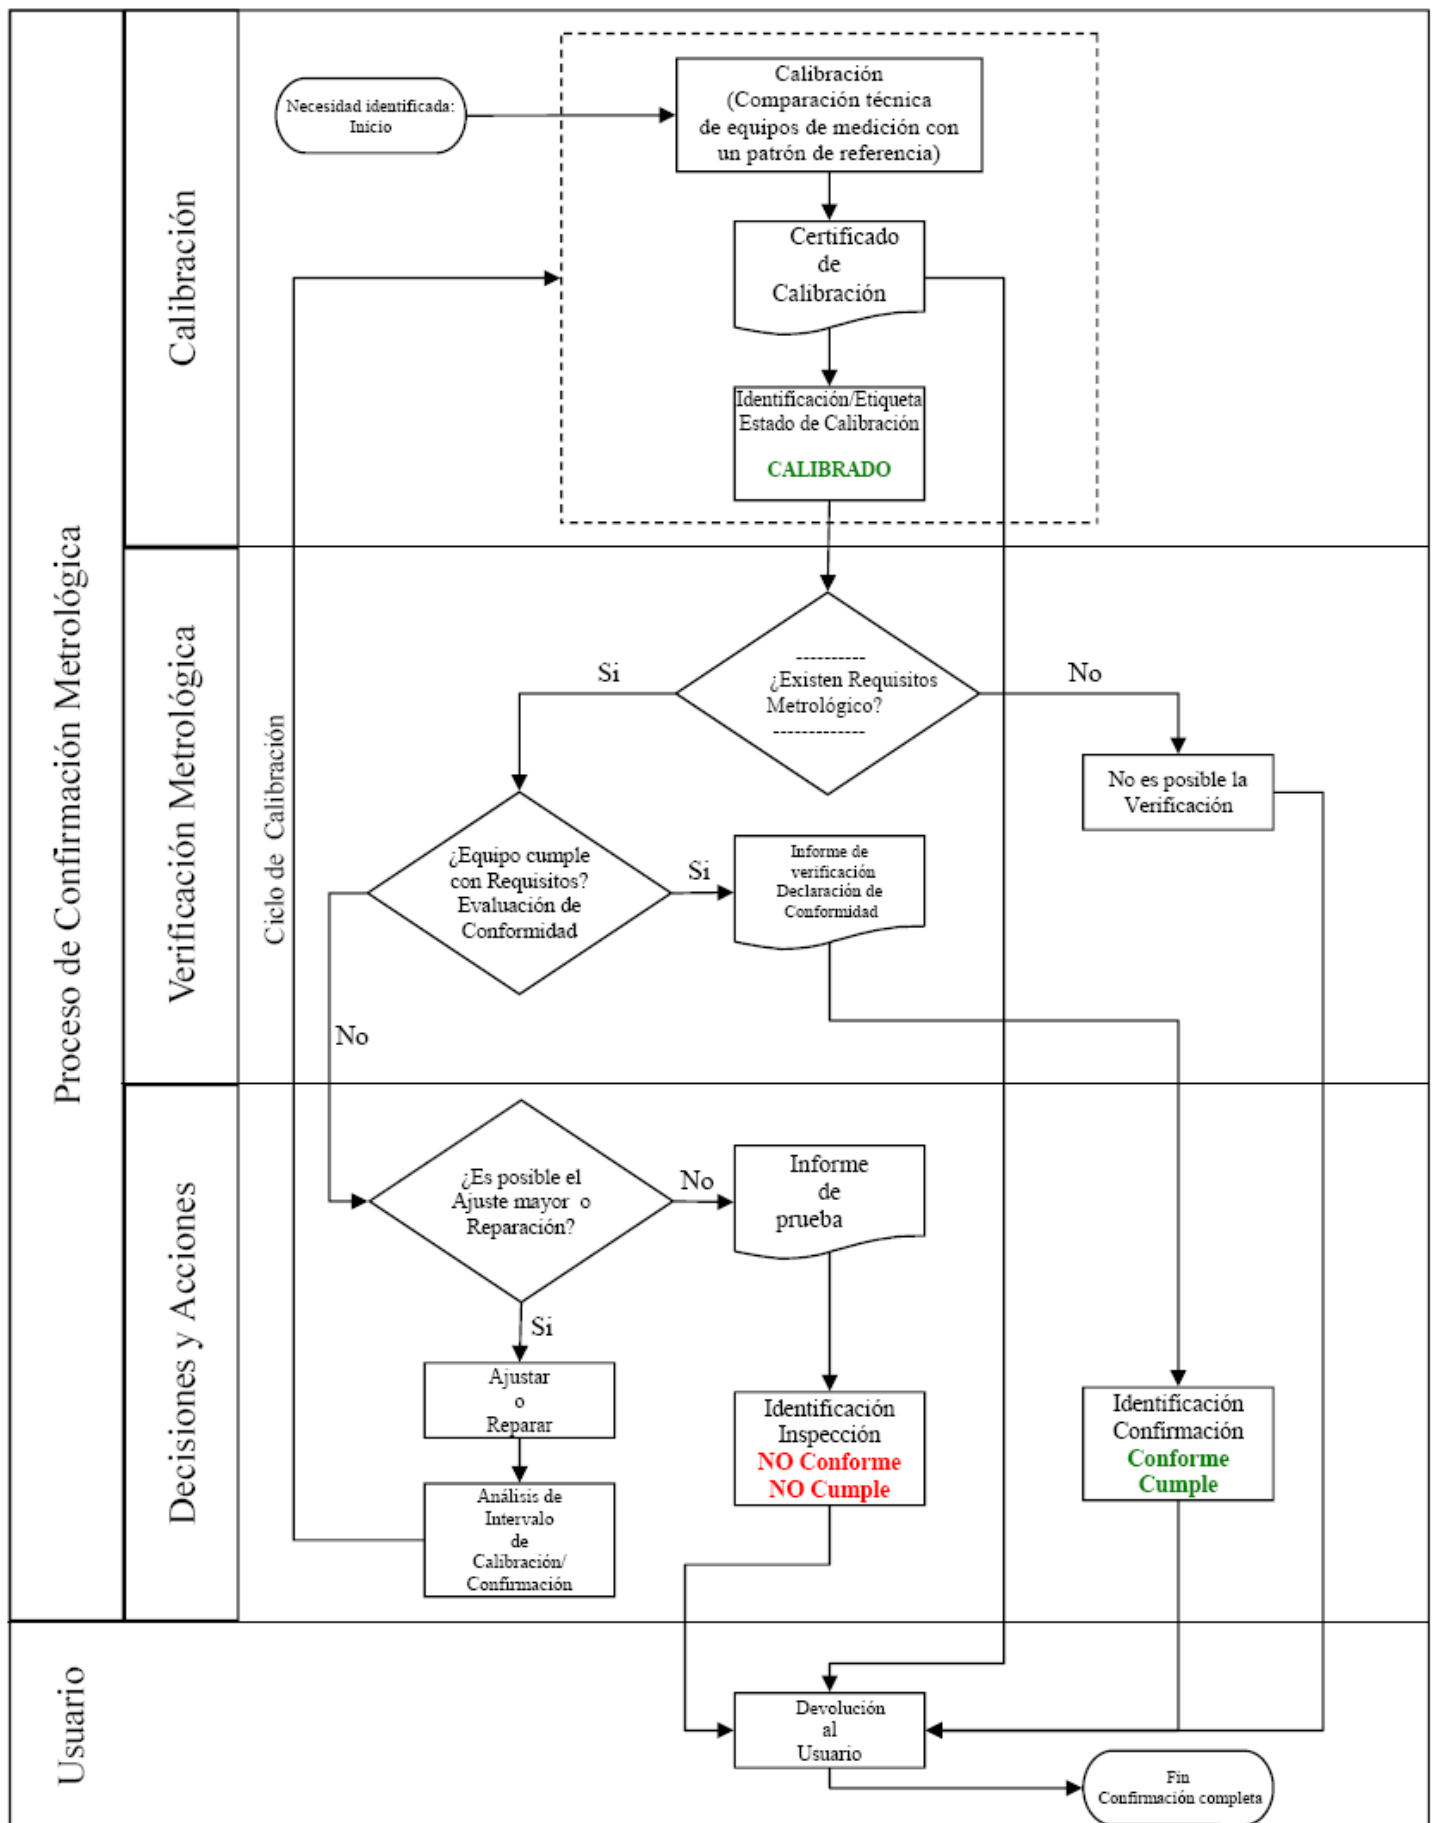 Proceso de Confirmación Metrológica
Calibración
Necesidad identificada:
Inicio
Calibración
(Comparación técnica
de equipos de medición con
un patrón de referencia)
Certificado
de
Calibración
Identificación/Etiqueta
Estado de Calibración
CALIBRADO
Verificación Metrológica
Ciclo de Calibración
----------
¿Existen Requisitos
Metrológico?
-------------
Si
No
No es posible la
Verificación
¿Equipo cumple
con Requisitos?
Evaluación de
Conformidad
Si
Informe de
verificación
Declaración de
Conformidad
No
Decisiones y Acciones
¿Es posible el
Ajuste mayor o
Reparación?
No
Informe
de
prueba
Si
Ajustar
o
Reparar
Análisis de
Intervalo
de
Calibración/
Confirmación
Identificación
Inspección
NO Conforme
NO Cumple
Identificación
Confirmación
Conforme
Cumple
Usuario
Devolución
al
Usuario
Fin
Confirmación completa